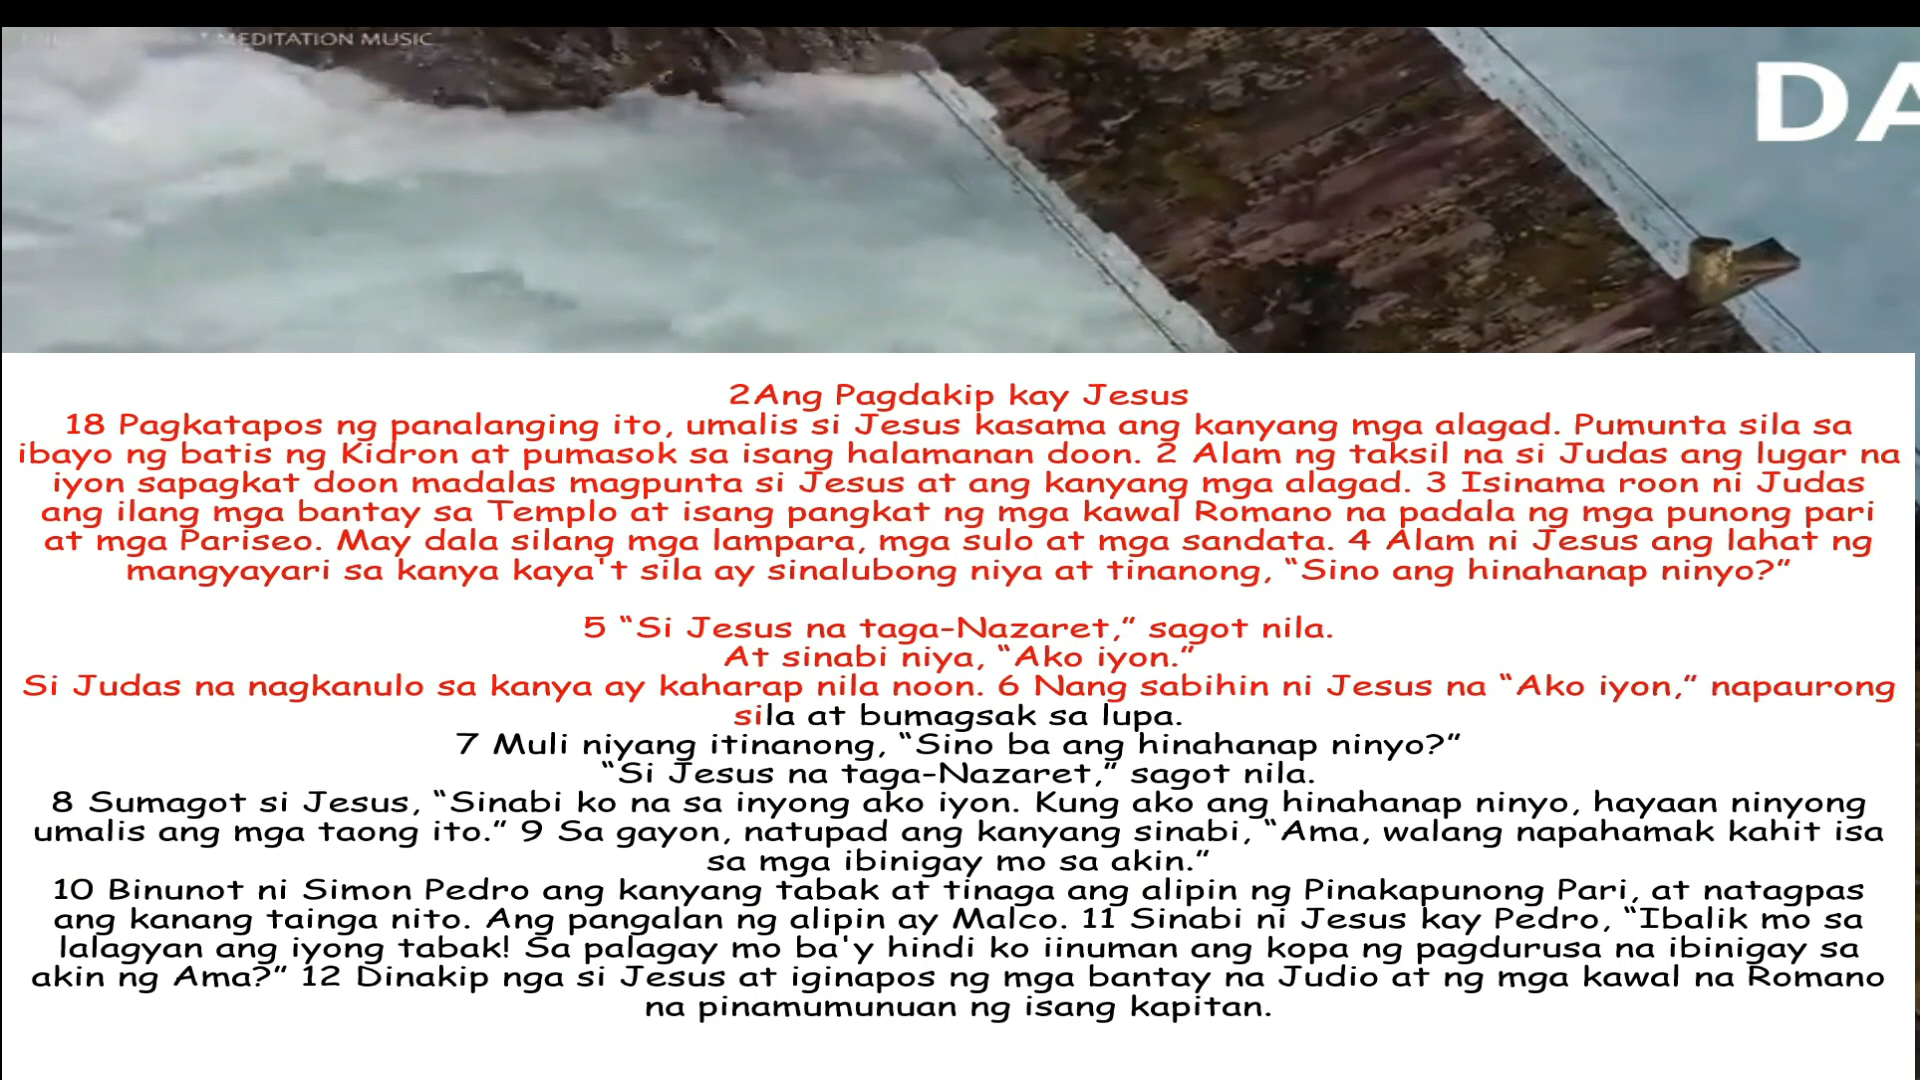 MEDITATION MUSIC
DA
2Ang Pagdakip kay Jesus
18 Pagkatapos ng panalanging ito, umalis si Jesus kasama ang kanyang mga alagad. Pumunta sila sa
ibayo ng batis ng Kidron at pumasok sa isang halamanan doon. 2 Alam ng taksil na si Judas ang lugar na
iyon sapagkat doon madalas magpunta si Jesus at ang kanyang mga alagad. 3 Isinama roon ni Judas
ang ilang mga bantay sa Templo at isang pangkat ng mga kawal Romano na padala ng mga punong pari
at mga Pariseo. May dala silang mga lampara, mga sulo at mga sandata. 4 Alam ni Jesus ang lahat ng
mangyayari sa kanya kaya't sila ay sinalubong niya at tinanong, “Sino ang hinahanap ninyo?”
5 “Si Jesus na taga-Nazaret,” sagot nila.
At sinabi niya, “Ako iyon.”
Si Judas na nagkanulo sa kanya ay kaharap nila noon. 6 Nang sabihin ni Jesus na “Ako iyon,” napaurong
sila at bumagsak sa lupa.
7 Muli niyang itinanong, “Sino ba ang hinahanap ninyo?”
“Si Jesus na taga-Nazaret,” sagot nila.
8 Sumagot si Jesus, “Sinabi ko na sa inyong ako iyon. Kung ako ang hinahanap ninyo, hayaan ninyong
umalis ang mga taong ito.” 9 Sa gayon, natupad ang kanyang sinabi, “Ama, walang napahamak kahit isa
sa mga ibinigay mo sa akin.”
10 Binunot ni Simon Pedro ang kanyang tabak at tinaga ang alipin ng Pinakapunong Pari, at natagpas
ang kanang tainga nito. Ang pangalan ng alipin ay Malco. 11 Sinabi ni Jesus kay Pedro, “Ibalik mo sa
lalagyan ang iyong tabak! Sa palagay mo ba'y hindi ko iinuman ang kopa ng pagdurusa na ibinigay sa
akin ng Ama?” 12 Dinakip nga si Jesus at iginapos ng mga bantay na Judio at ng mga kawal na Romano
na pinamumunuan ng isang kapitan.